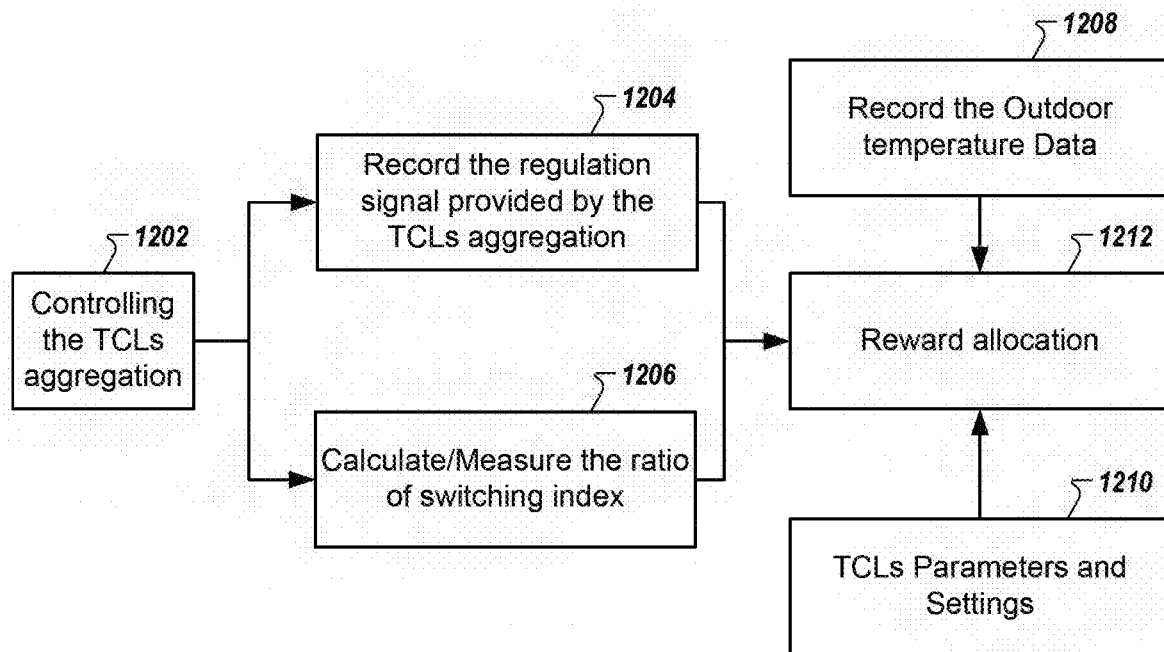 1202
Controlling
the TCLs
aggregation
1204
Record the regulation
signal provided by the
TCLs aggregation
1206
Calculate/Measure the ratio
of switching index
1208
Record the Outdoor
temperature Data
1212
Reward allocation
1210
TCLs Parameters and
Settings